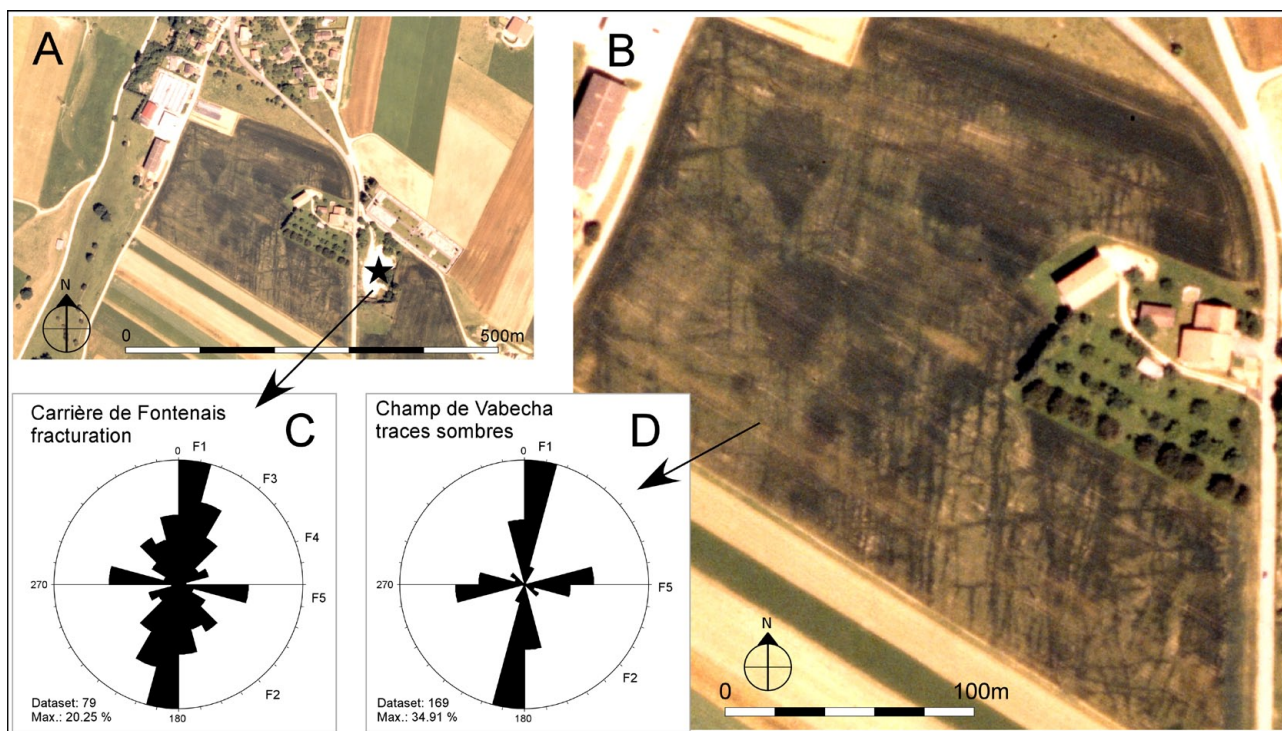 A
N
0
500m
B
N
0
100m
Carrière de Fontenais
fracturation
C
0
F1
F3
F4
F5
F2
270
180
Dataset: 79
Max.: 20.25 %
Champ de Vabecha
traces sombres
D
0
F1
F5
F2
270
180
Dataset: 169
Max.: 34.91 %